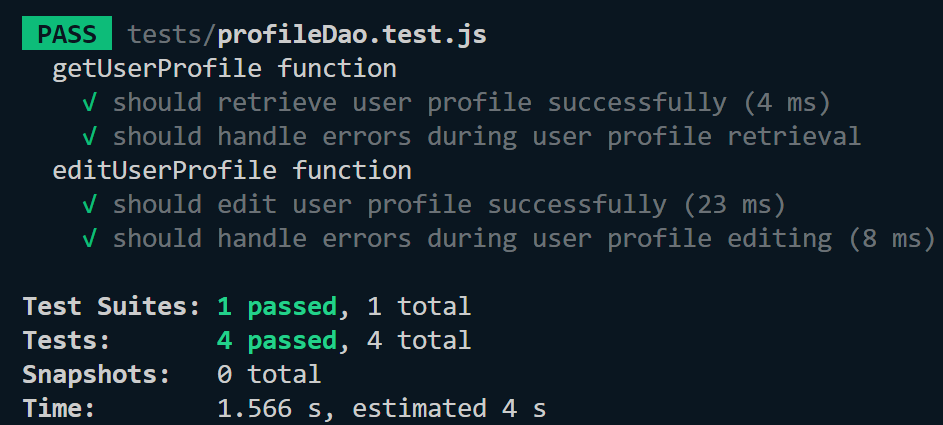 PASS tests/profileDao.test.js
getUserProfile function
√ should retrieve user profile successfully (4 ms)
√ should handle errors during user profile retrieval
editUserProfile function
√ should edit user profile successfully (23 ms)
√ should handle errors during user profile editing (8 ms)
Test Suites: 1 passed, 1 total
Tests: 4 passed, 4 total
Snapshots: 0 total
Time: 1.566 s, estimated 4 s